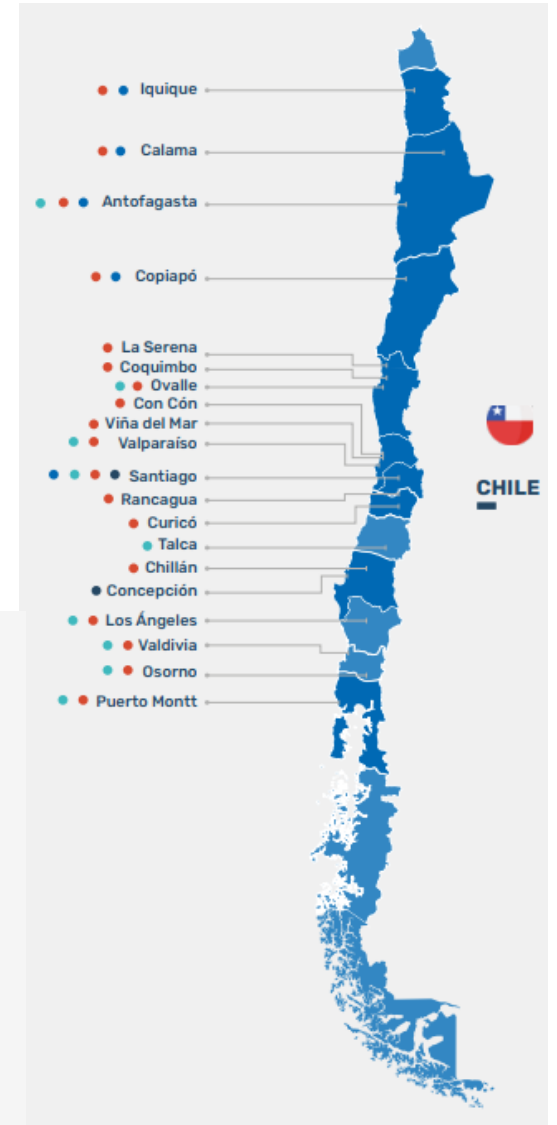 Iquique
Calama
Antofagasta
Copiapó
La Serena
Coquimbo
Ovalle
Con Cón
Viña del Mar
Valparaíso
Santiago
CHILE
Rancagua
Curicó
Talca
Chillán
Concepción
Los Ángeles
Valdivia
Osorno
Puerto Montt